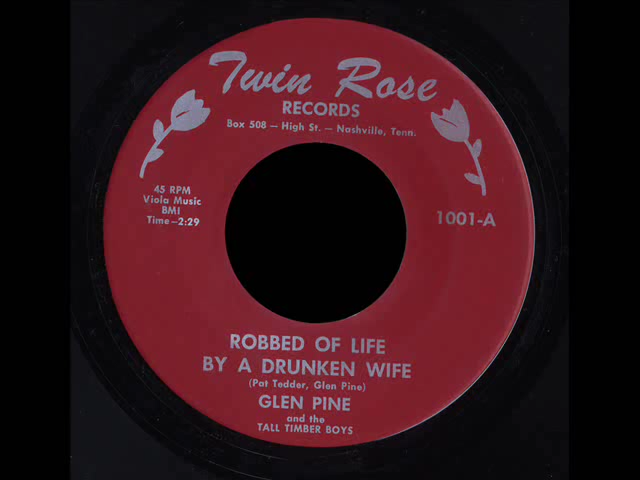 Twin Rose
RECORDS
Box 508 — High St. — Nashville, Tenn.
45 RPM
Viola Music
BMI
Time—2:29
1001-A
ROBBED OF LIFE
BY A DRUNKEN WIFE
(Pat Tedder, Glen Pine)
GLEN PINE
and the
TALL TIMBER BOYS